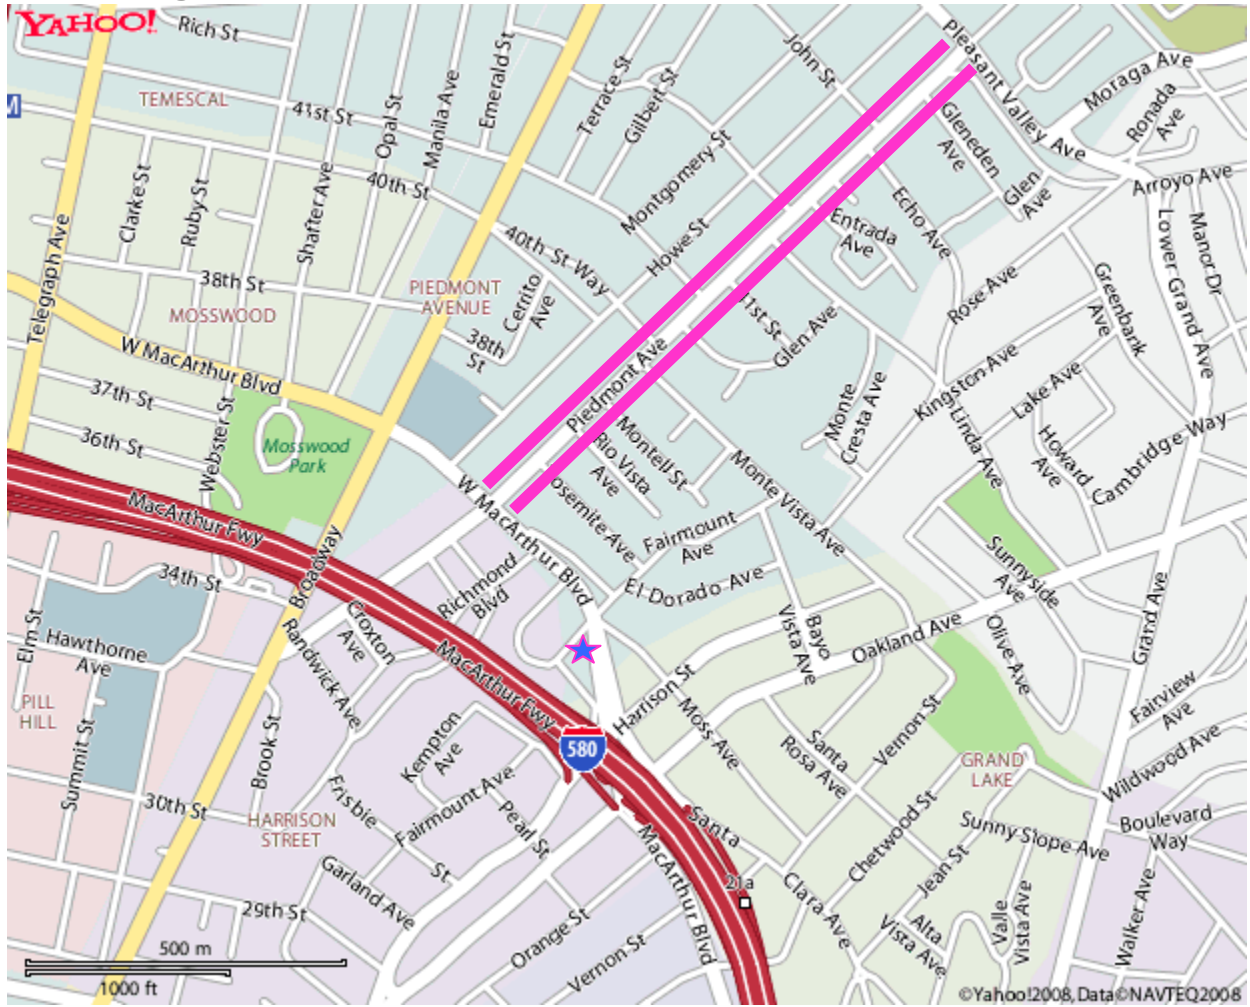 YAHOO!
Rich St
TEMESCAL
41st St
Opal St
Manila Ave
Emerald St
Terrace St
Gilbert St
John St
Pleasant Valley Ave
Moraga Ave
Ronada
Ave
Arroyo Ave
M
Clarke St
Ruby St
Shafter Ave
40th St
Montgomery St
Gleneden
Ave
Glen
Ave
Echo Ave
Entrada
Ave
Lower Grand Ave
Manor Dr
Telegraph Ave
38th St
MOSSWOOD
PIEDMONT
AVENUE
40th St Way
Howe St
Cerrito
Ave
38th
St
41st St
Glen Ave
Rose Ave
Greenbank
Ave
W MacArthur Blvd
37th St
36th St
Webster St
Mosswood
Park
Piedmont Ave
Rio Vista
Ave
Montell St
Monte
Cresta Ave
Kingston Ave
Linda Ave
Lake Ave
Howard
Ave
Cambridge Way
MacArthur Fwy
W MacArthur Blvd
osemite Ave
Fairmount
Ave
Monte Vista Ave
El Dorado Ave
Sunnyside
Ave
34th St
Broadway
Richmond
Blvd
Croxton
Ave
Randwick Ave
MacArthur Fwy
Bayo
Vista Ave
Oakland Ave
Olive Ave
Grand Ave
Elm St
Hawthorne
Ave
PILL
HILL
Summit St
Brook St
Kempton
Ave
580
Harrison St
Moss Ave
Santa
Rosa Ave
Vernon St
GRAND
LAKE
Fairview
Ave
Wildwood Ave
30th St
HARRISON
STREET
Frisbie
St
Fairmount Ave
Pearl St
Santa
Clara Ave
Chetwood St
Sunny Slope Ave
Boulevard
Way
Garland Ave
29th St
MacArthur Blvd
21a
Jean St
Alta
Vista Ave
Valle
Vista Ave
Walker Ave
Orange St
Vernon St
500 m
1000 ft
©Yahoo!2008, Data©NAVTEQ2008